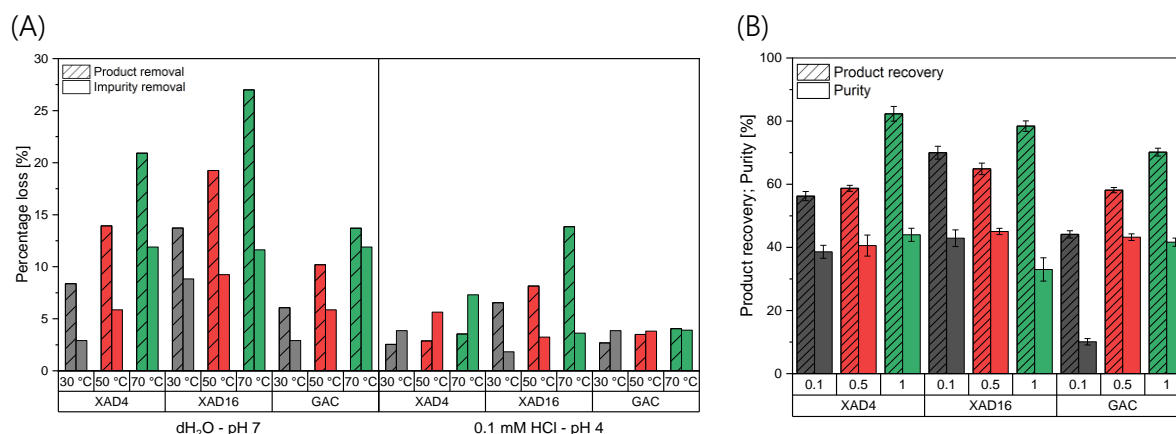 (A)
Percentage loss [%]
30
25
20
15
10
5
0
Product removal
Impurity removal
30 °C 50 °C 70 °C 30 °C 50 °C 70 °C 30 °C 50 °C 70 °C 30 °C 50 °C 70 °C 30 °C 50 °C 70 °C 30 °C 50 °C 70 °C
XAD4 XAD16 GAC XAD4 XAD16 GAC
dH₂O - pH 7 0.1 mM HCl - pH 4
(B)
Product recovery; Purity [%]
100
80
60
40
20
0
Product recovery
Purity
0.1 0.5 1 0.1 0.5 1 0.1 0.5 1
XAD4 XAD16 GAC